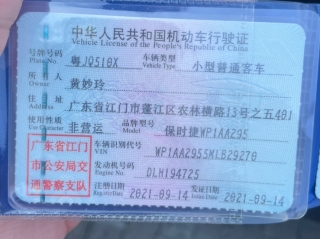 中华人民共和国机动车行驶证
Vehicle License of the People's Republic of China
号牌号码 粤JQ518X 车辆类型 小型普通客车
Plate No. Vehicle Type
所有人 黄妙玲
Owner
住址 广东省江门市蓬江区农林横路13号之五401
Address
使用性质 非营运 品牌型号 保时捷WP1AA295
Use Character Model
广东省江门市公安局交通警察支队
车辆识别代号 WP1AA2955MLB29270
VIN
发动机号码 DLH194725
Engine No.
注册日期 2021-09-14 发证日期 2021-09-14
Register Date Issue Date